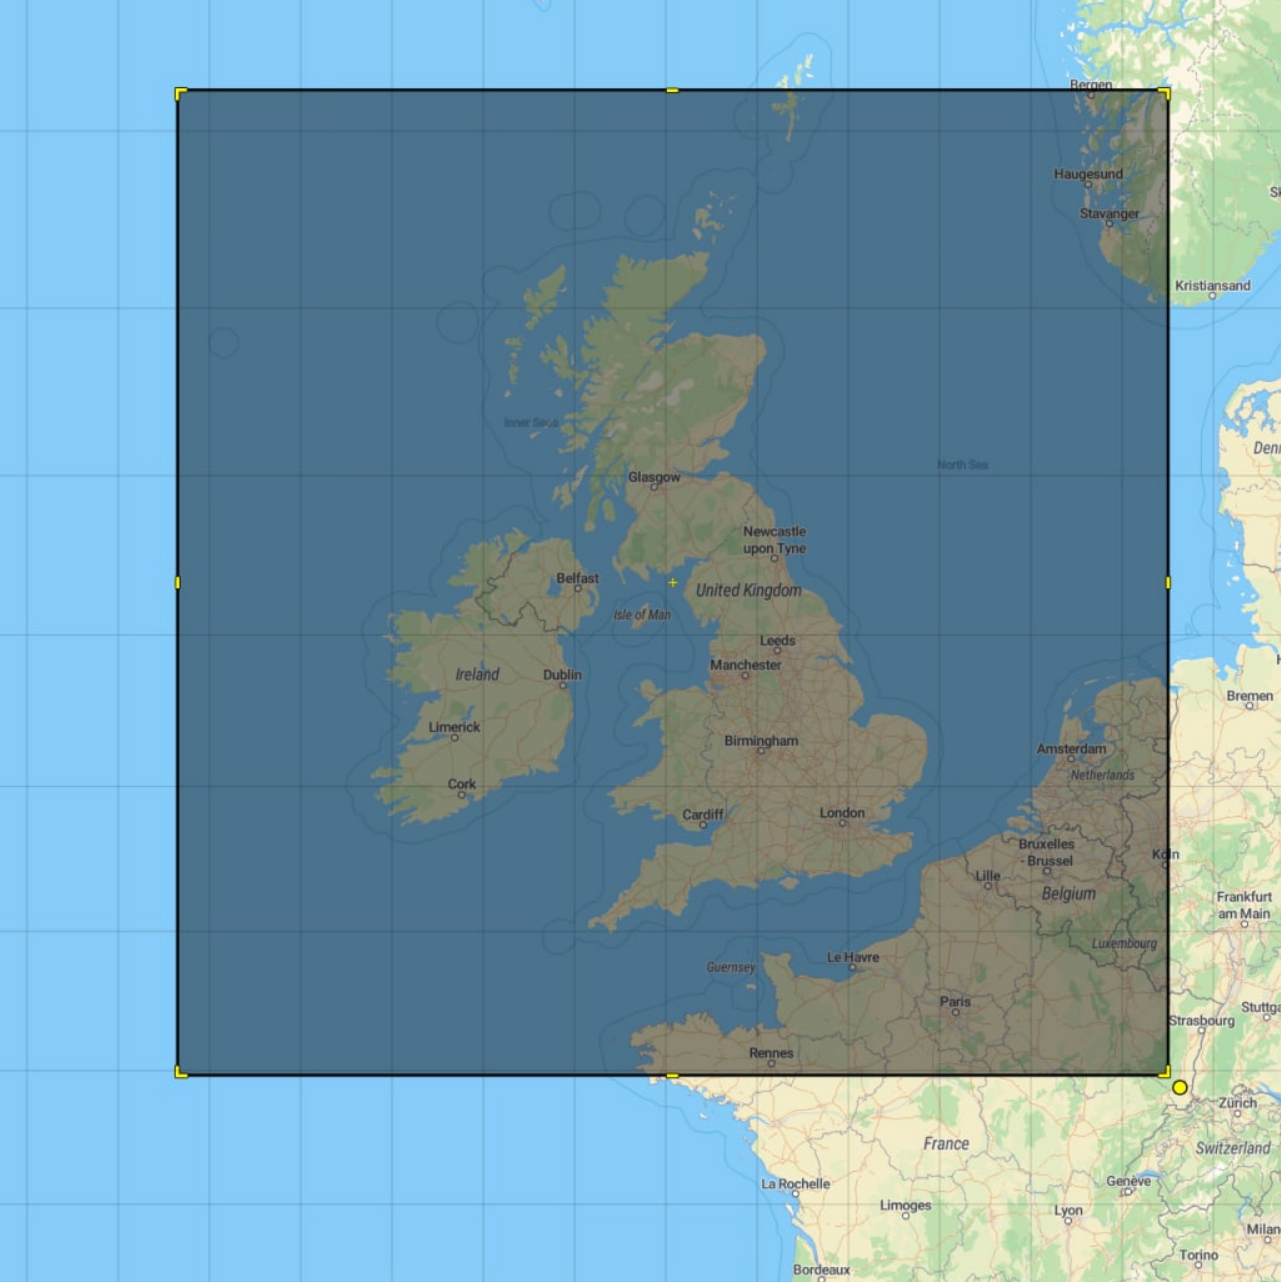 Bergen
Haugesund
Stavanger
Kristiansand
Inner Seas
Denn
North Sea
Glasgow
Newcastle
upon Tyne
Belfast
United Kingdom
Isle of Man
Leeds
Manchester
Ireland
Dublin
Bremen
Limerick
Birmingham
Amsterdam
Netherlands
Cork
Cardiff
London
Bruxelles
- Brussel
Köln
Lille
Belgium
Frankfurt
am Main
Luxembourg
Guernsey
Le Havre
Paris
Stuttga
Strasbourg
Rennes
Zürich
France
Switzerland
La Rochelle
Genève
Limoges
Lyon
Milan
Torino
Bordeaux